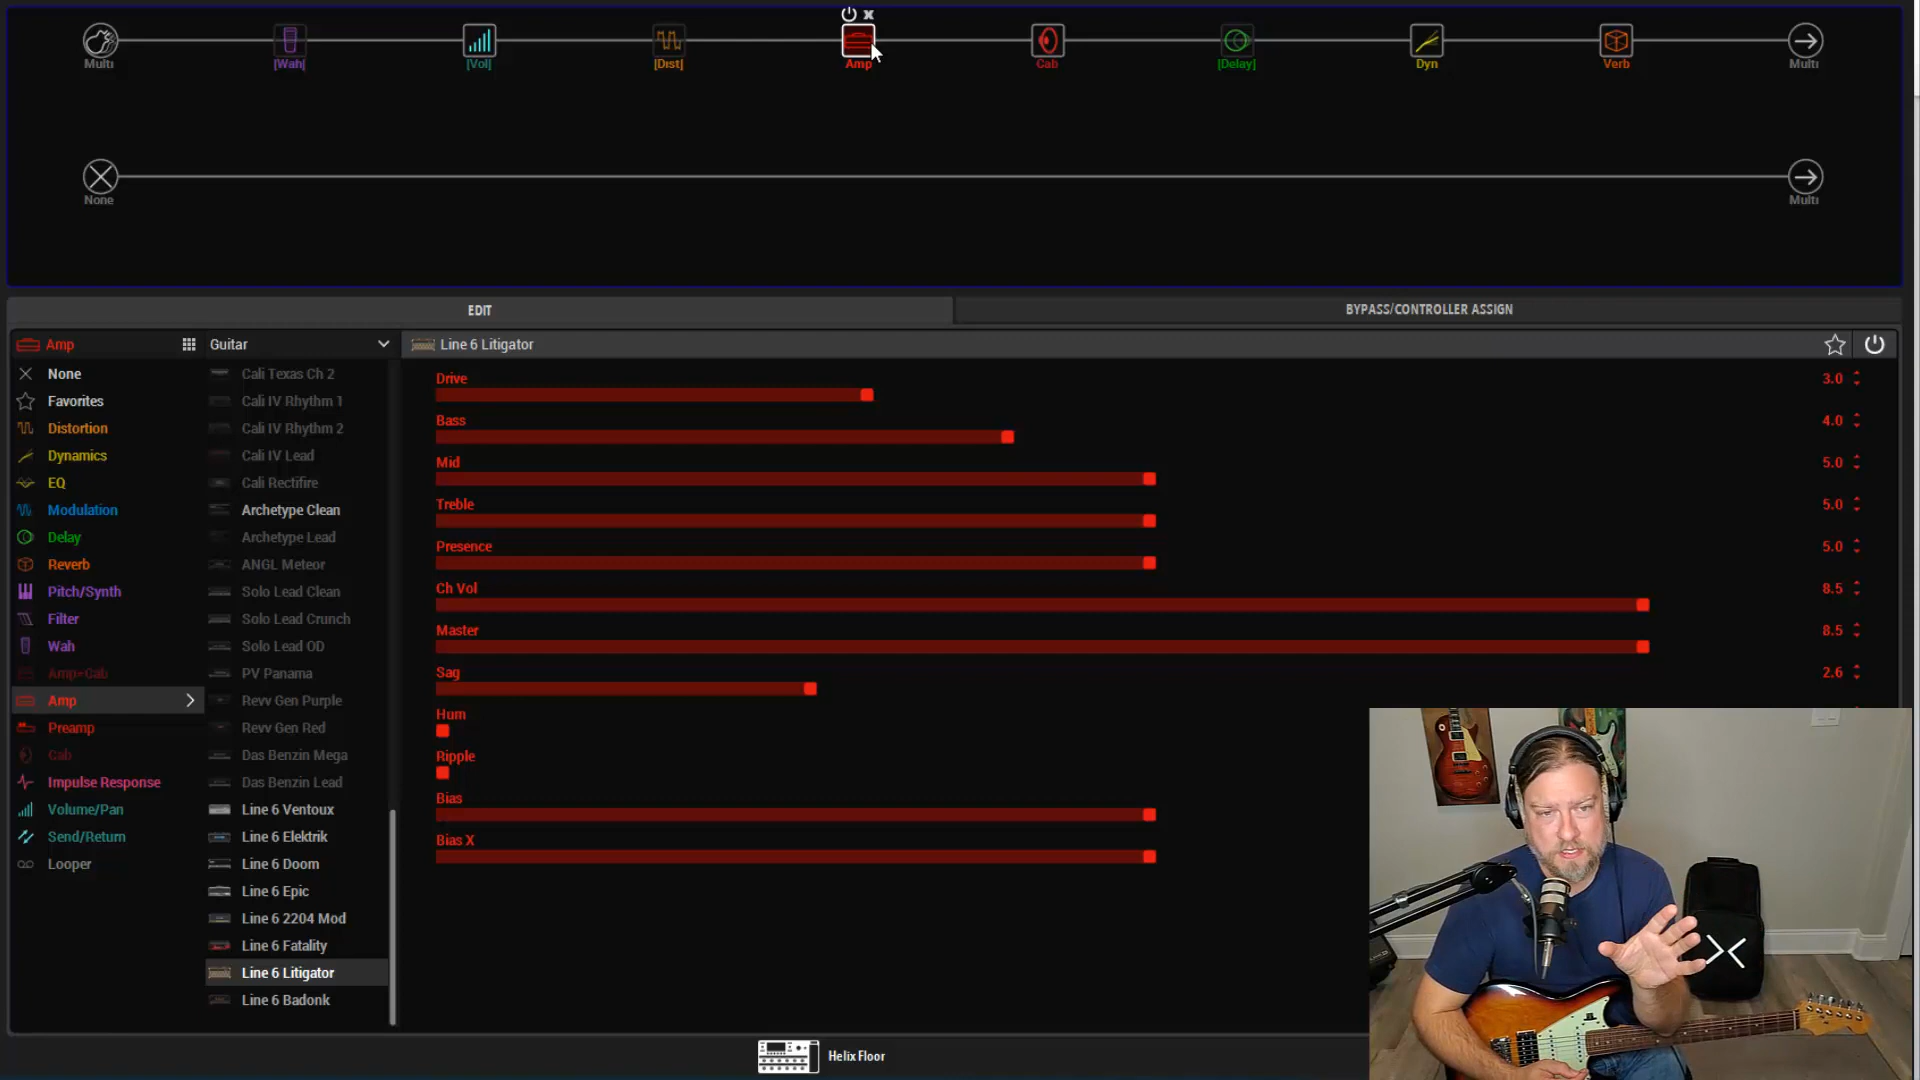 x
Multi
|Wah|
|Vol|
|Dist|
Amp
Cab
|Delay|
Dyn
Verb
Multi
None
Multi
EDIT
BYPASS/CONTROLLER ASSIGN
Amp
Guitar
Line 6 Litigator
None
Favorites
Distortion
Dynamics
EQ
Modulation
Delay
Reverb
Pitch/Synth
Filter
Wah
Amp+Cab
Amp
Preamp
Cab
Impulse Response
Volume/Pan
Send/Return
Looper
Cali Texas Ch 2
Cali IV Rhythm 1
Cali IV Rhythm 2
Cali IV Lead
Cali Rectifire
Archetype Clean
Archetype Lead
ANGL Meteor
Solo Lead Clean
Solo Lead Crunch
Solo Lead OD
PV Panama
Revv Gen Purple
Revv Gen Red
Das Benzin Mega
Das Benzin Lead
Line 6 Ventoux
Line 6 Elektrik
Line 6 Doom
Line 6 Epic
Line 6 2204 Mod
Line 6 Fatality
Line 6 Litigator
Line 6 Badonk
Drive 3.0
Bass 4.0
Mid 5.0
Treble 5.0
Presence 5.0
Ch Vol 8.5
Master 8.5
Sag 2.6
Hum
Ripple
Bias
Bias X
Helix Floor